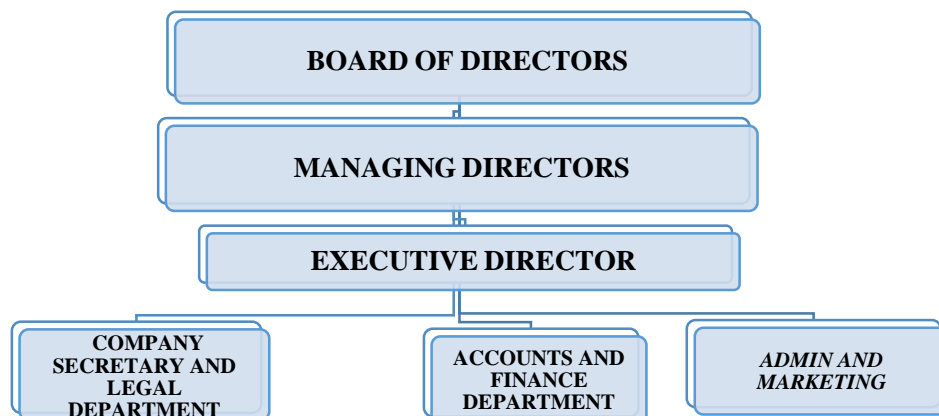 BOARD OF DIRECTORS
MANAGING DIRECTORS
EXECUTIVE DIRECTOR
COMPANY
SECRETARY AND
LEGAL
DEPARTMENT
ACCOUNTS AND
FINANCE
DEPARTMENT
ADMIN AND
MARKETING